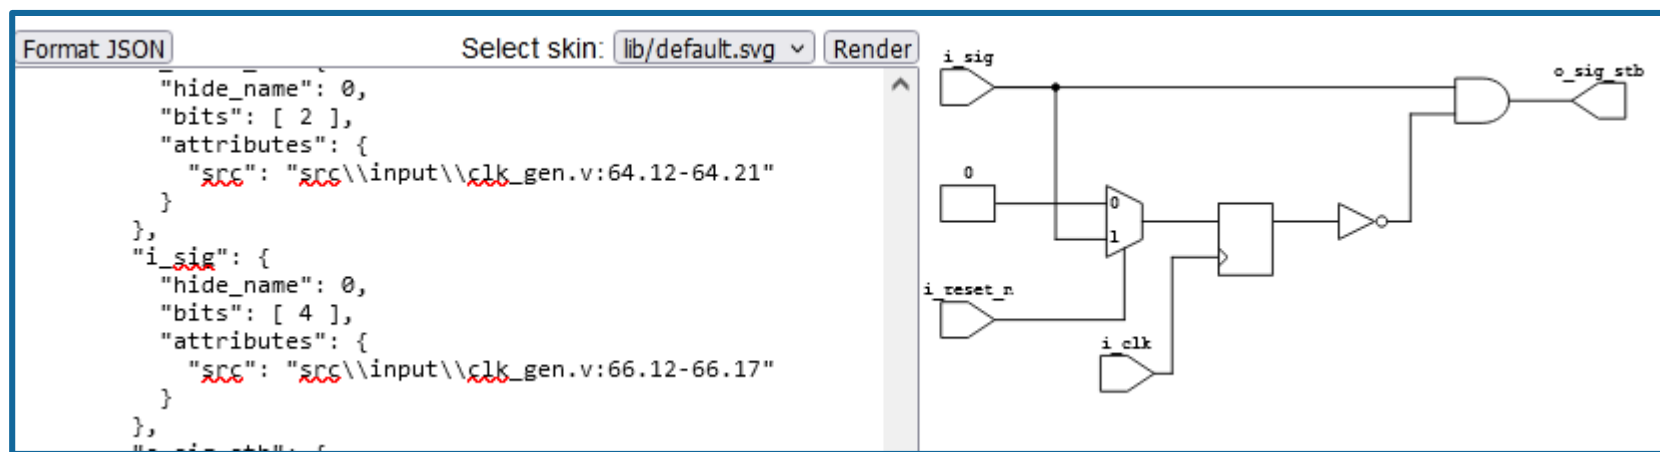 Format JSON
Select skin: lib/default.svg
Render
"hide_name": 0,
"bits": [ 2 ],
"attributes": {
"src": "src\\input\\clk_gen.v:64.12-64.21"
}
},
"i_sig": {
"hide_name": 0,
"bits": [ 4 ],
"attributes": {
"src": "src\\input\\clk_gen.v:66.12-66.17"
}
},
i_sig
o_sig_stb
0
0
1
i_reset_n
i_clk